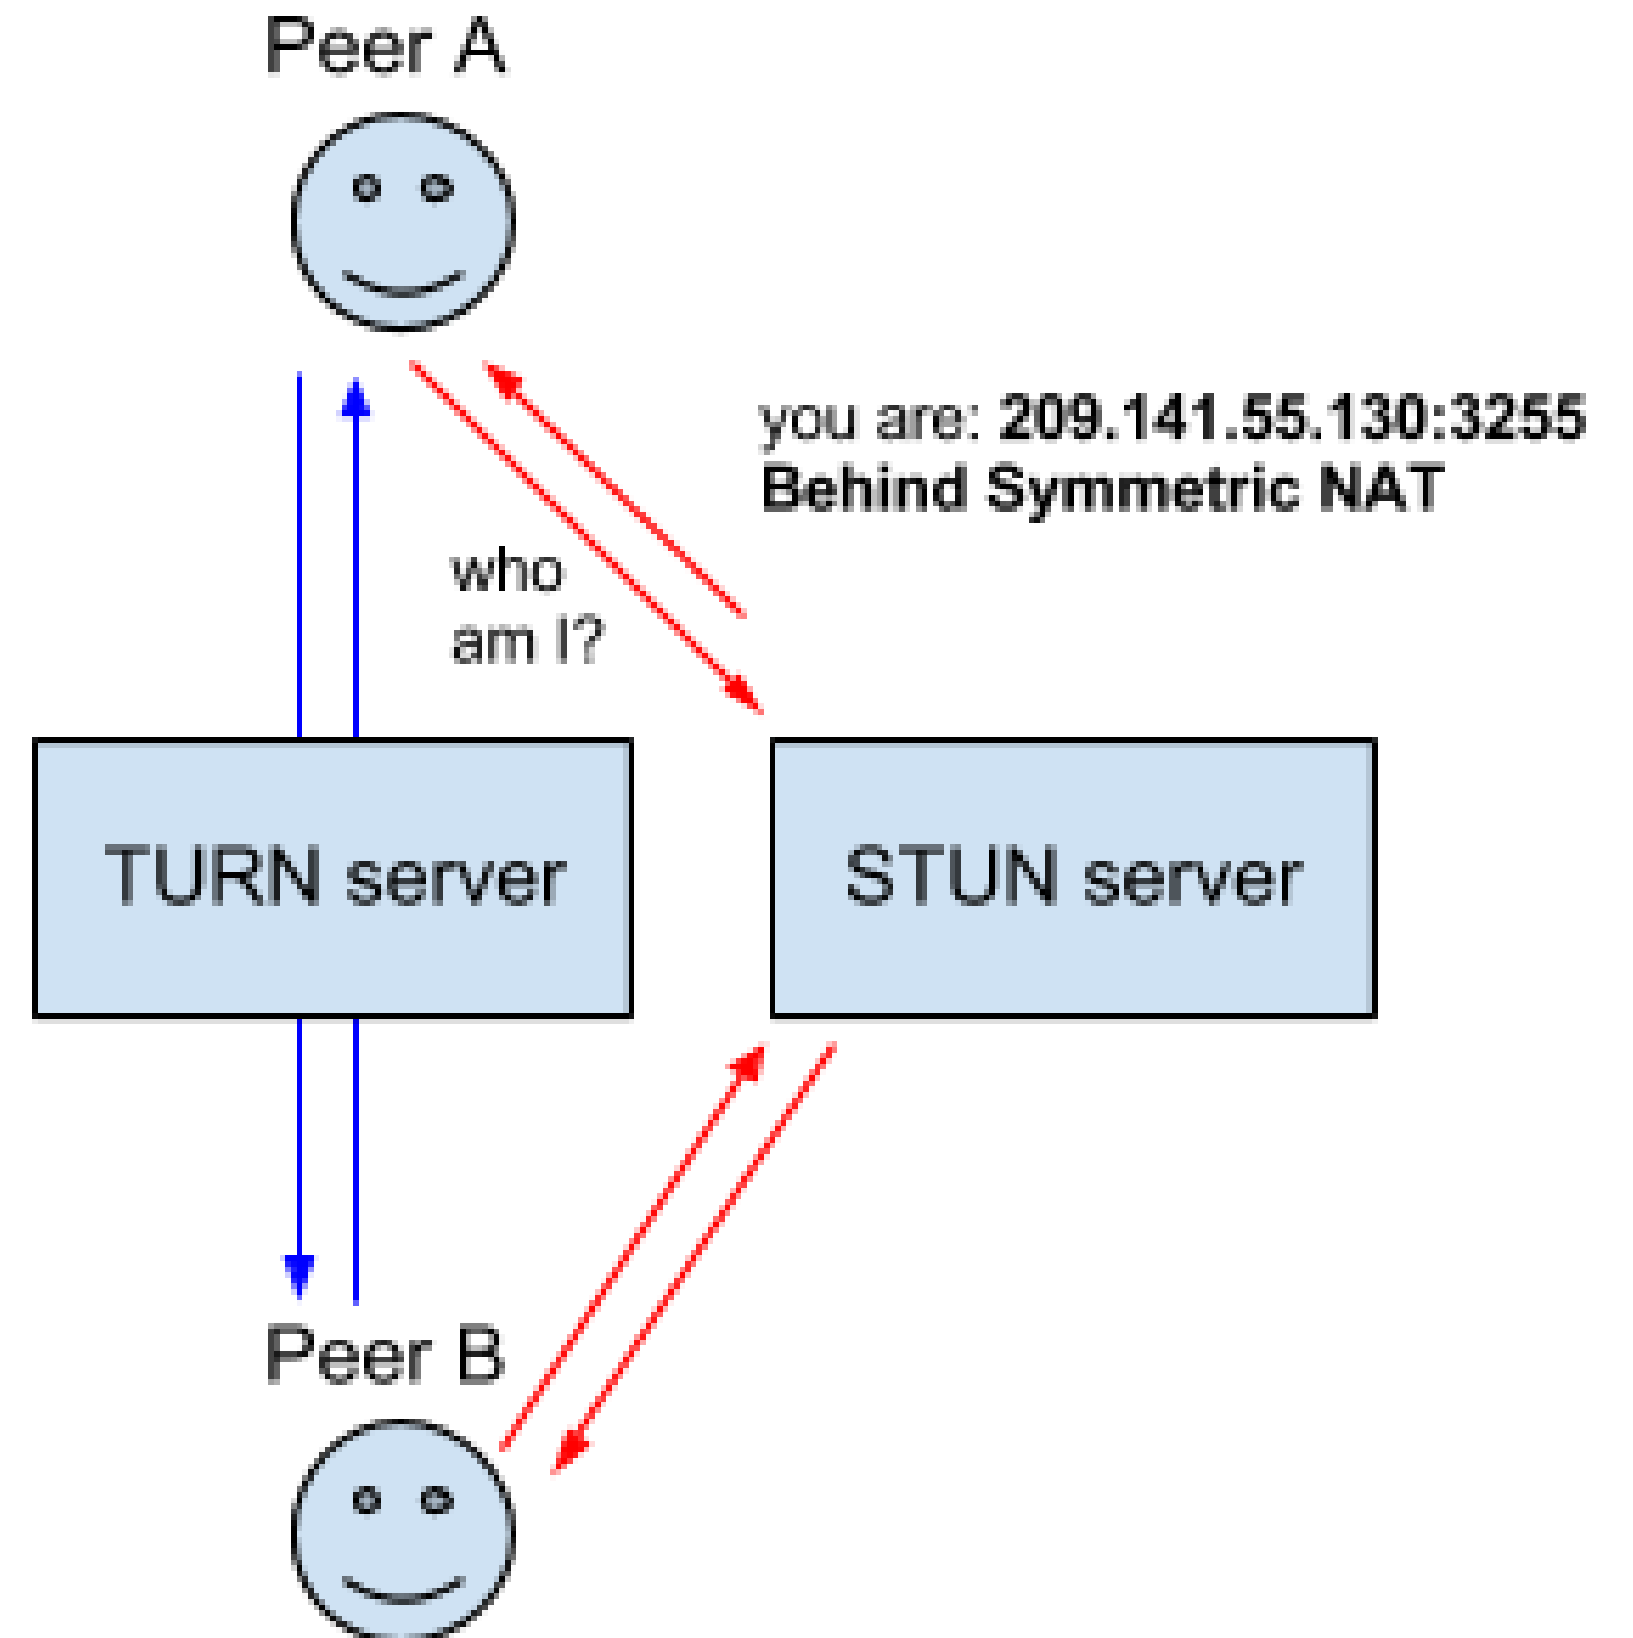 Peer A
you are: 209.141.55.130:3255
Behind Symmetric NAT
who
am I?
TURN server
STUN server
Peer B